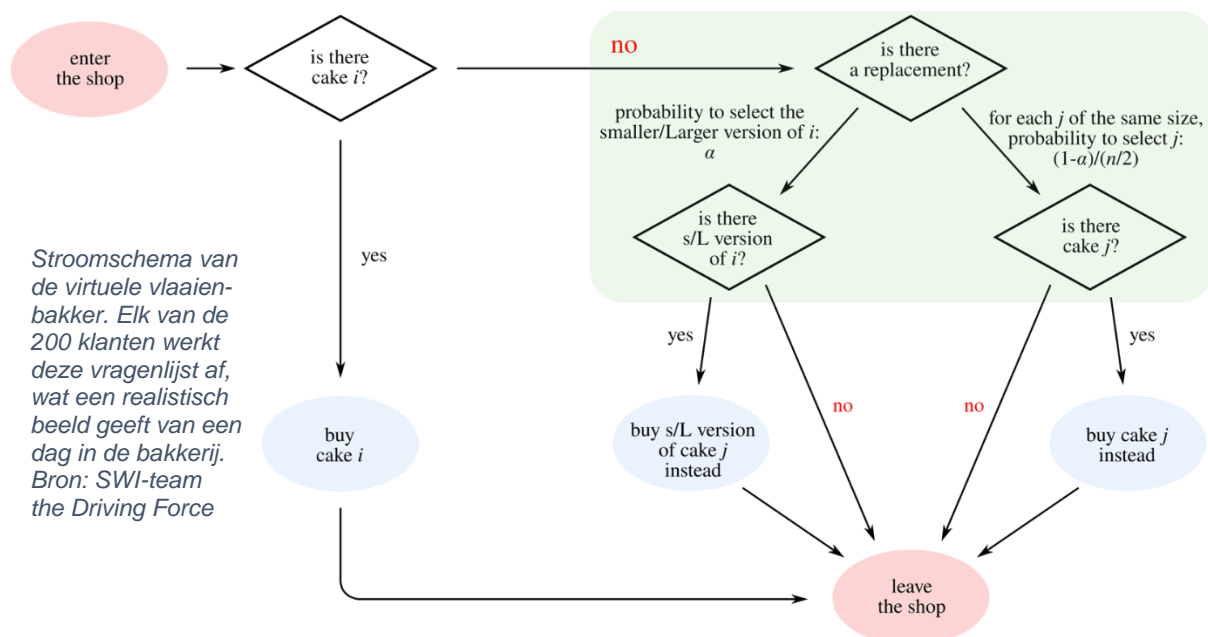 enter
the shop
is there
cake i?
no
is there
a replacement?
probability to select the
smaller/Larger version of i:
α
for each j of the same size,
probability to select j:
(1-α)/(n/2)
is there
s/L version
of i?
is there
cake j?
yes
Stroomschema van
de virtuele vlaaien-
bakker. Elk van de
200 klanten werkt
deze vragenlijst af,
wat een realistisch
beeld geeft van een
dag in de bakkerij.
Bron: SWI-team
the Driving Force
yes
no
no
yes
buy
cake i
buy s/L version
of cake j
instead
buy cake j
instead
leave
the shop